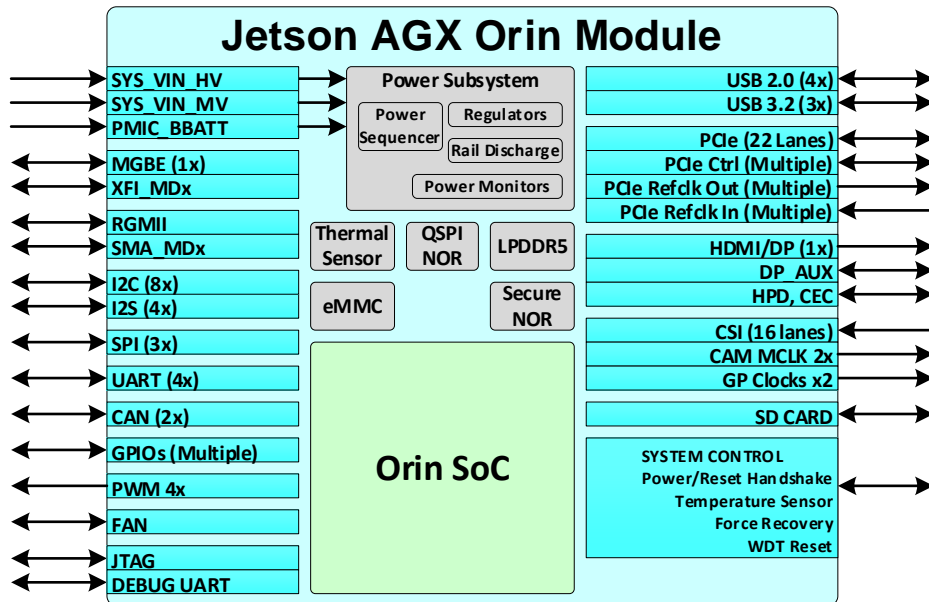 Jetson AGX Orin Module
SYS_VIN_HV
SYS_VIN_MV
PMIC_BBATT
MGBE (1x)
XFI_MDx
RGMII
SMA_MDx
I2C (8x)
I2S (4x)
SPI (3x)
UART (4x)
CAN (2x)
GPIOs (Multiple)
PWM 4x
FAN
JTAG
DEBUG UART
Power Subsystem
Power
Sequencer
Regulators
Rail Discharge
Power Monitors
Thermal
Sensor
QSPI
NOR
LPDDR5
eMMC
Secure
NOR
Orin SoC
USB 2.0 (4x)
USB 3.2 (3x)
PCIe (22 Lanes)
PCIe Ctrl (Multiple)
PCIe Refclk Out (Multiple)
PCIe Refclk In (Multiple)
HDMI/DP (1x)
DP_AUX
HPD, CEC
CSI (16 lanes)
CAM MCLK 2x
GP Clocks x2
SD CARD
SYSTEM CONTROL
Power/Reset Handshake
Temperature Sensor
Force Recovery
WDT Reset